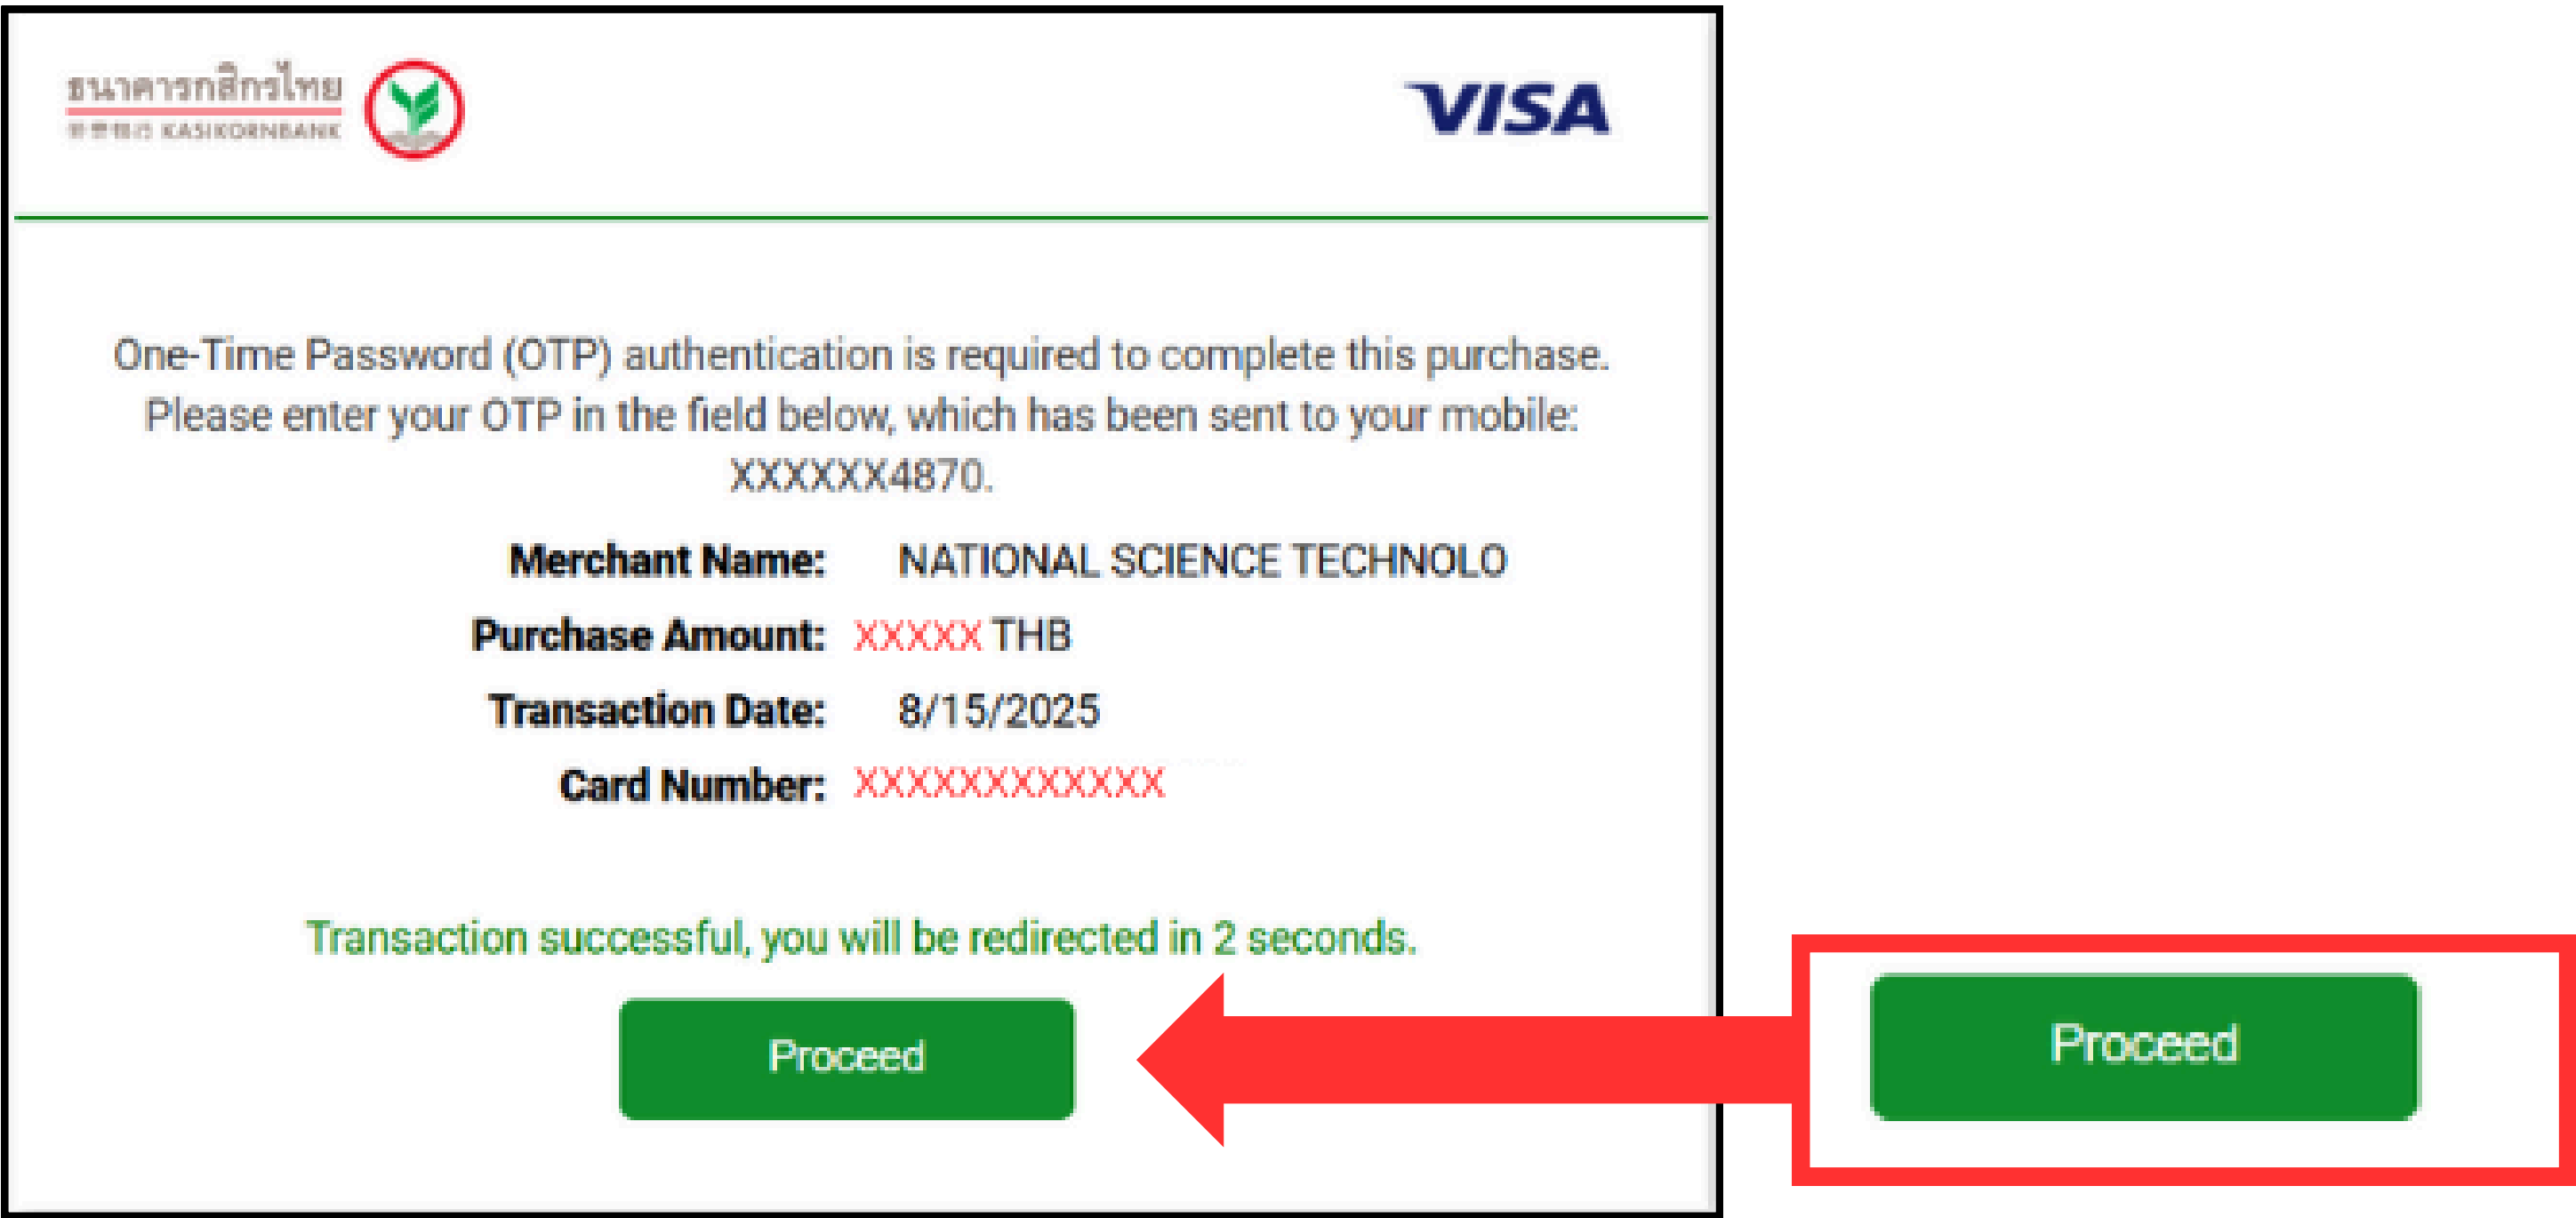 ธนาคารกสิกรไทย
KASIKORNBANK
VISA
One-Time Password (OTP) authentication is required to complete this purchase.
Please enter your OTP in the field below, which has been sent to your mobile:
XXXXXX4870.
Merchant Name: NATIONAL SCIENCE TECHNOLO
Purchase Amount: XXXXX THB
Transaction Date: 8/15/2025
Card Number: XXXXXXXXXXXX
Transaction successful, you will be redirected in 2 seconds.
Proceed
Proceed